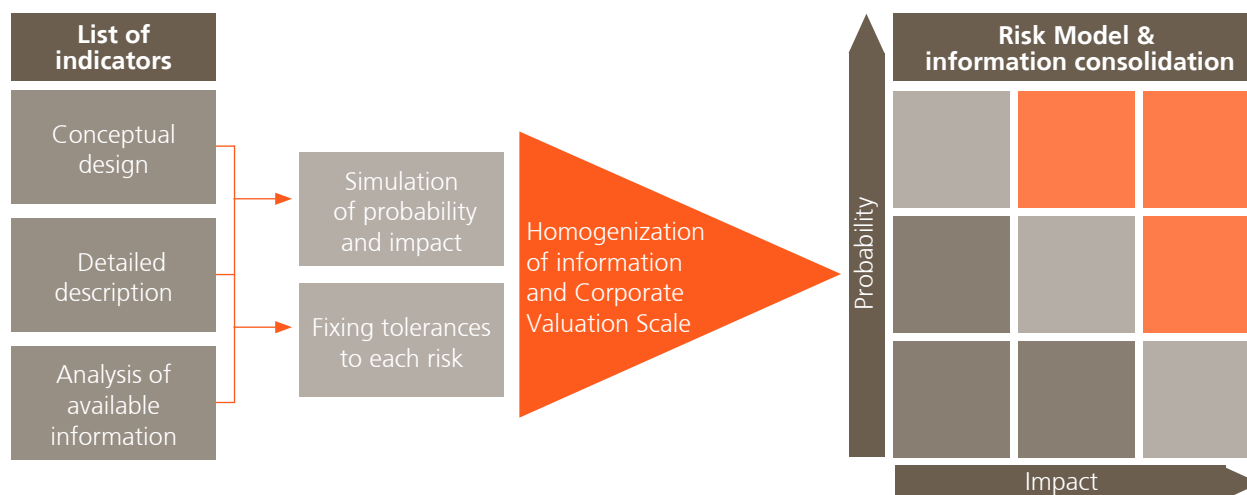 List of
indicators
Conceptual
design
Detailed
description
Analysis of
available
information
Simulation
of probability
and impact
Fixing tolerances
to each risk
Homogenization
of information
and Corporate
Valuation Scale
Probability
Risk Model &
information consolidation
Impact